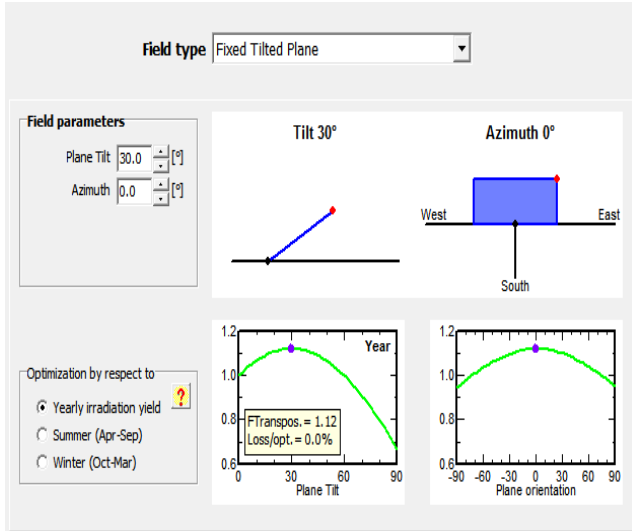 Field type Fixed Tilted Plane
Field parameters
Plane Tilt 30.0 [º]
Azimuth 0.0 [º]
Tilt 30° Azimuth 0°
West East
South
Optimization by respect to
?
Yearly irradiation yield
Summer (Apr-Sep)
Winter (Oct-Mar)
Year
1.2
1.0
0.8
0.6
FTranspos. = 1.12
Loss/opt. = 0.0%
0 30 60 90
Plane Tilt
1.2
1.0
0.8
0.6
-90 -60 -30 0 30 60 90
Plane orientation